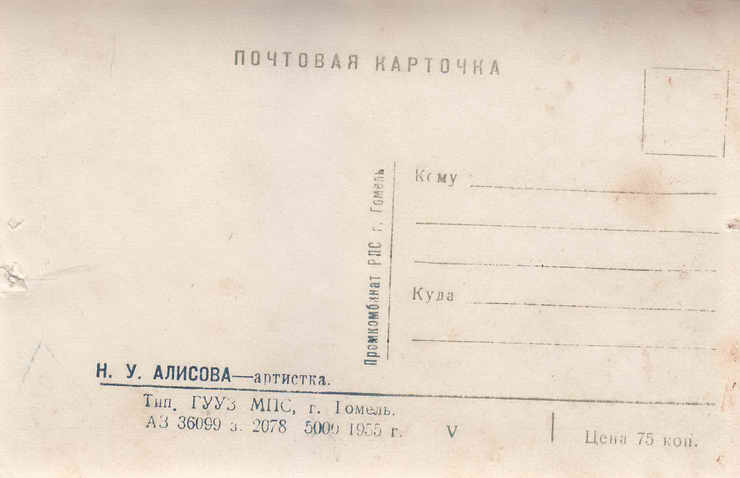 ПОЧТОВАЯ КАРТОЧКА
Кому
Промкомбинат РПС г. Гомель
Куда
Н. У. АЛИСОВА—артистка.
Тип. ГУУЗ МПС, г. Гомель.
АЗ 36099 з. 2078 5000 1955 г. V
Цена 75 коп.